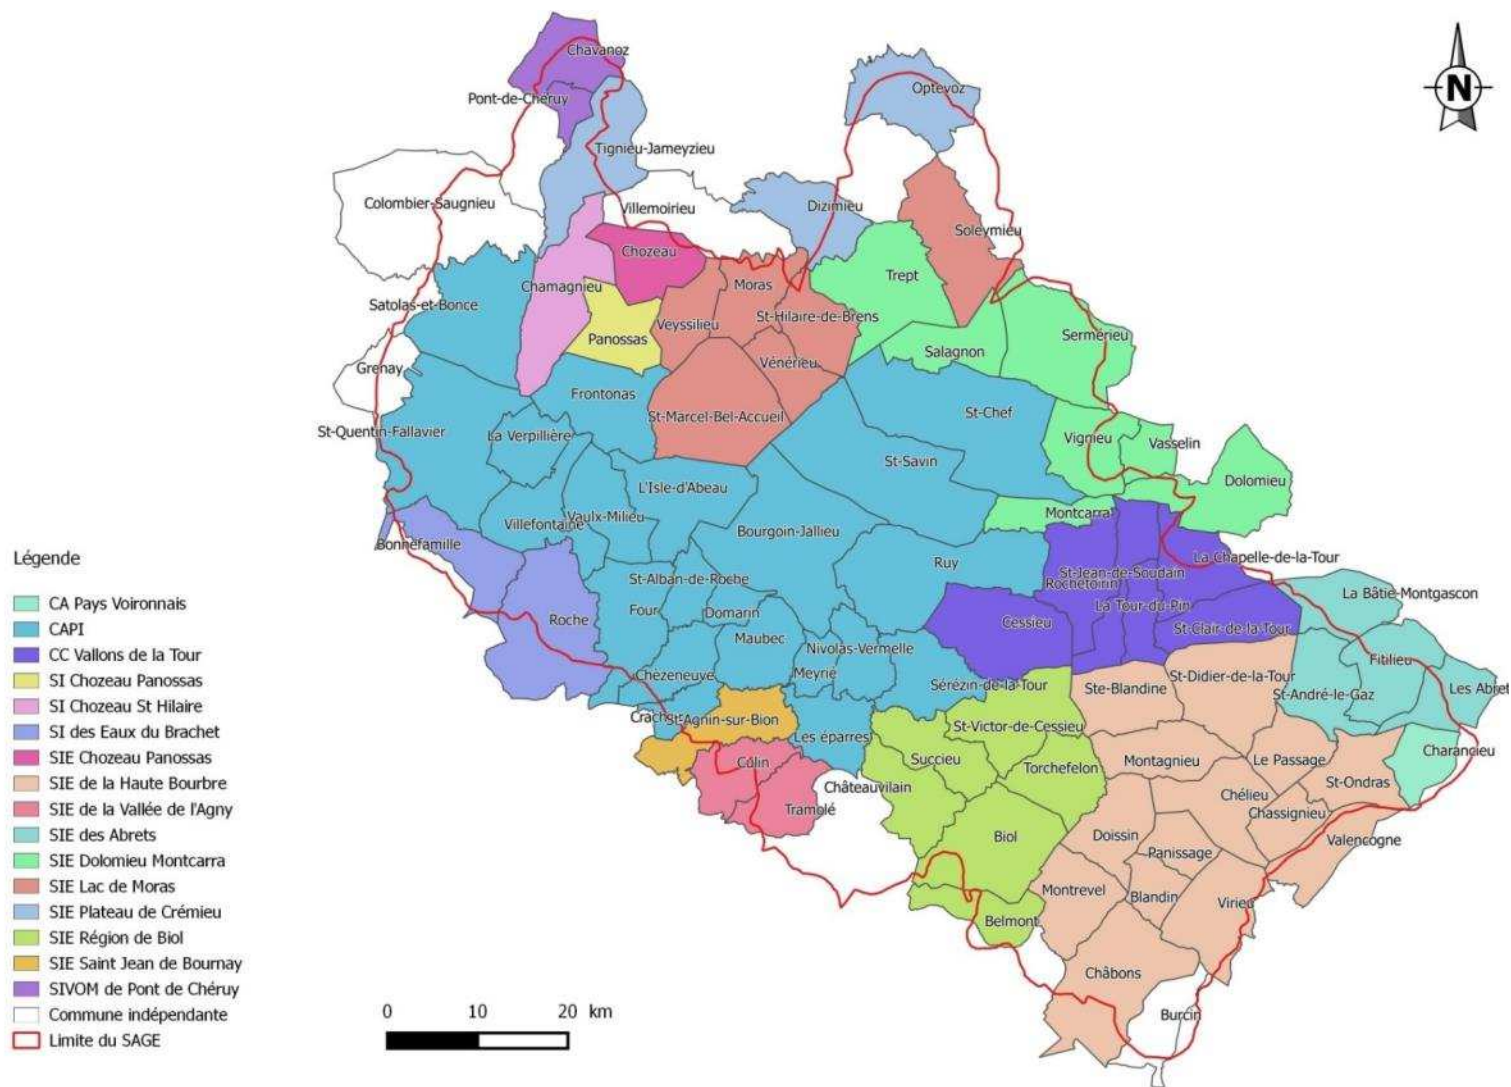 Chavanoz
N
Optevoz
Pont-de-Chéruy
Tignieu-Jameyzieu
Colombier-Saugnieu
Villemoirieu
Dizimieu
Soleymieu
Chozeau
Trept
Chamagnieu
Moras
Satolas-et-Bonce
St-Hilaire-de-Brens
Veyssilieu
Sermérieu
Panossas
Salagnon
Vénérieu
Grenay
Frontonas
St-Chef
St-Marcel-Bel-Accueil
St-Quentin-Fallavier
La Verpillière
Vignieu
Vasselin
St-Savin
Dolomieu
L'Isle-d'Abeau
Montcarra
Vaulx-Milieu
Villefontaine
Bourgoin-Jallieu
Bonnefamille
La Chapelle-de-la-Tour
Ruy
St-Jean-de-Soudain
St-Alban-de-Roche
Rochetoirin
La Bâtie-Montgascon
La Tour-du-Pin
Four
Domarin
Roche
Cessieu
St-Clair-de-la-Tour
Maubec
Nivolas-Vermelle
Fitilieu
Chèzeneuve
Meyrié
St-Didier-de-la-Tour
Sérézin-de-la-Tour
Ste-Blandine
St-André-le-Gaz
Les Abret
St-Agnin-sur-Bion
St-Victor-de-Cessieu
Les éparres
Charancieu
Succieu
Le Passage
Culin
Torchefelon
Montagnieu
St-Ondras
Châteauvilain
Chélieu
Tramolé
Chassignieu
Biol
Doissin
Valencogne
Panissage
Montrevel
Blandin
Virieu
Belmont
Châbons
Burcin
Légende
CA Pays Voironnais
CAPI
CC Vallons de la Tour
SI Chozeau Panossas
SI Chozeau St Hilaire
SI des Eaux du Brachet
SIE Chozeau Panossas
SIE de la Haute Bourbre
SIE de la Vallée de l'Agny
SIE des Abrets
SIE Dolomieu Montcarra
SIE Lac de Moras
SIE Plateau de Crémieu
SIE Région de Biol
SIE Saint Jean de Bournay
SIVOM de Pont de Chéruy
Commune indépendante
Limite du SAGE
0 10 20 km